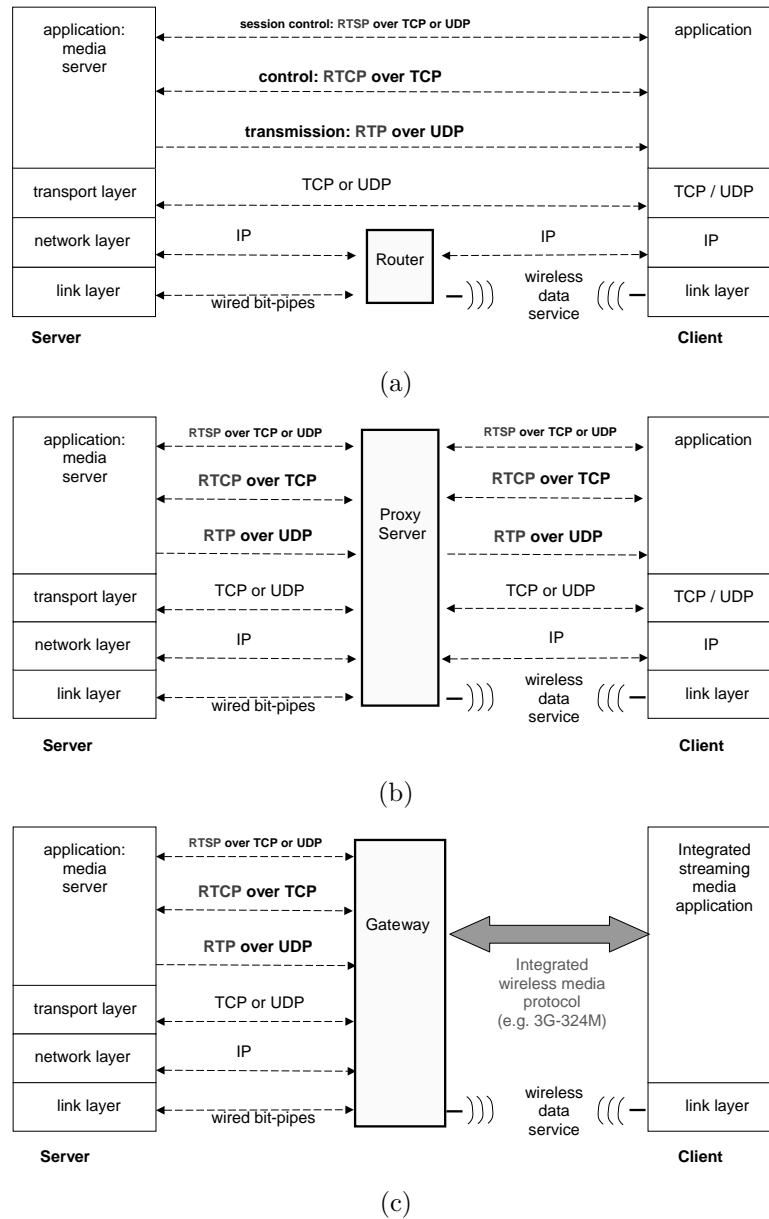 application:
media
server
session control: RTSP over TCP or UDP
application
control: RTCP over TCP
transmission: RTP over UDP
transport layer
TCP or UDP
TCP / UDP
network layer
IP
Router
IP
IP
link layer
wired bit-pipes
wireless
data
service
link layer
Server
Client
(a)
application:
media
server
RTSP over TCP or UDP
RTSP over TCP or UDP
application
RTCP over TCP
RTCP over TCP
Proxy
Server
RTP over UDP
RTP over UDP
transport layer
TCP or UDP
TCP or UDP
TCP / UDP
network layer
IP
IP
IP
link layer
wired bit-pipes
wireless
data
service
link layer
Server
Client
(b)
application:
media
server
RTSP over TCP or UDP
Integrated
streaming
media
application
RTCP over TCP
Gateway
RTP over UDP
Integrated
wireless media
protocol
(e.g. 3G-324M)
transport layer
TCP or UDP
network layer
IP
link layer
wired bit-pipes
wireless
data
service
link layer
Server
Client
(c)